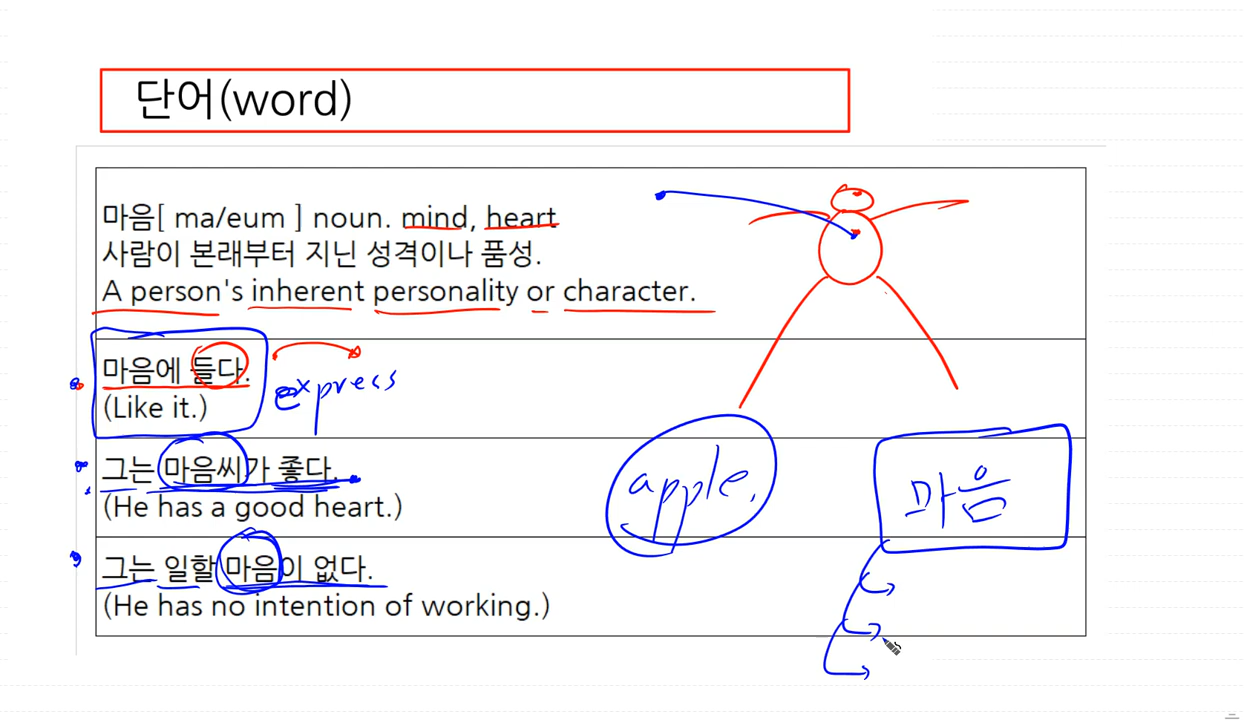 단어(word)
마음[ ma/eum ] noun. mind, heart
사람이 본래부터 지닌 성격이나 품성.
A person's inherent personality or character.
마음에 들다.
(Like it.)
express
그는 마음씨가 좋다.
(He has a good heart.)
apple.
마음
그는 일할 마음이 없다.
(He has no intention of working.)